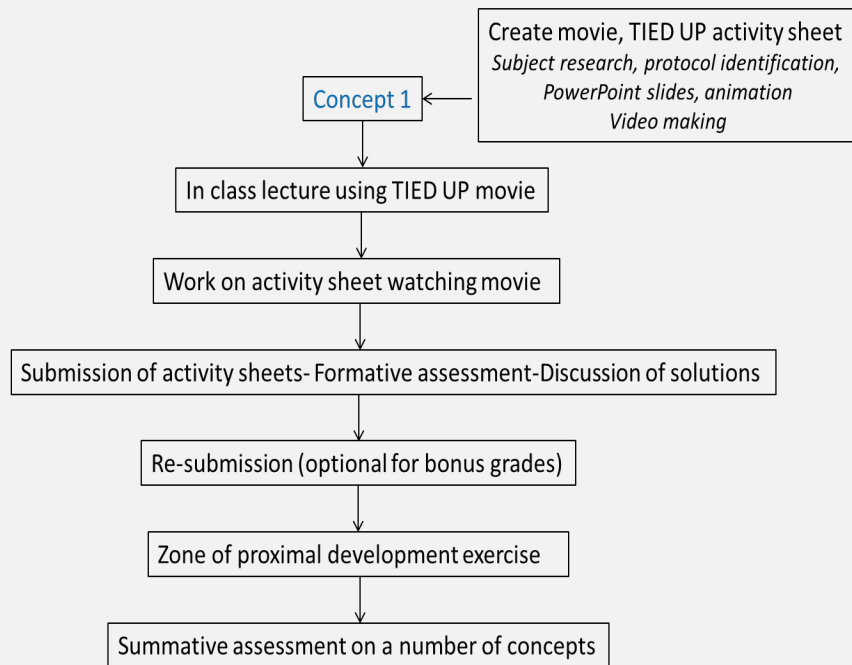 Create movie, TIED UP activity sheet
Subject research, protocol identification,
PowerPoint slides, animation
Video making
Concept 1
In class lecture using TIED UP movie
Work on activity sheet watching movie
Submission of activity sheets- Formative assessment-Discussion of solutions
Re-submission (optional for bonus grades)
Zone of proximal development exercise
Summative assessment on a number of concepts